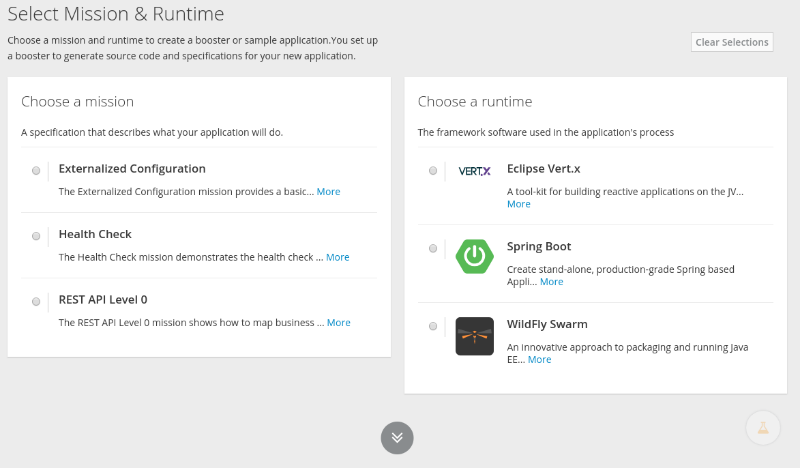 Select Mission & Runtime
Choose a mission and runtime to create a booster or sample application.You set up
a booster to generate source code and specifications for your new application.
Clear Selections
Choose a mission
A specification that describes what your application will do.
Externalized Configuration
The Externalized Configuration mission provides a basic... More
Health Check
The Health Check mission demonstrates the health check ... More
REST API Level 0
The REST API Level 0 mission shows how to map business ... More
Choose a runtime
The framework software used in the application's process
VERT.X
Eclipse Vert.x
A tool-kit for building reactive applications on the JV...
More
Spring Boot
Create stand-alone, production-grade Spring based
Appli... More
WildFly Swarm
An innovative approach to packaging and running Java
EE... More